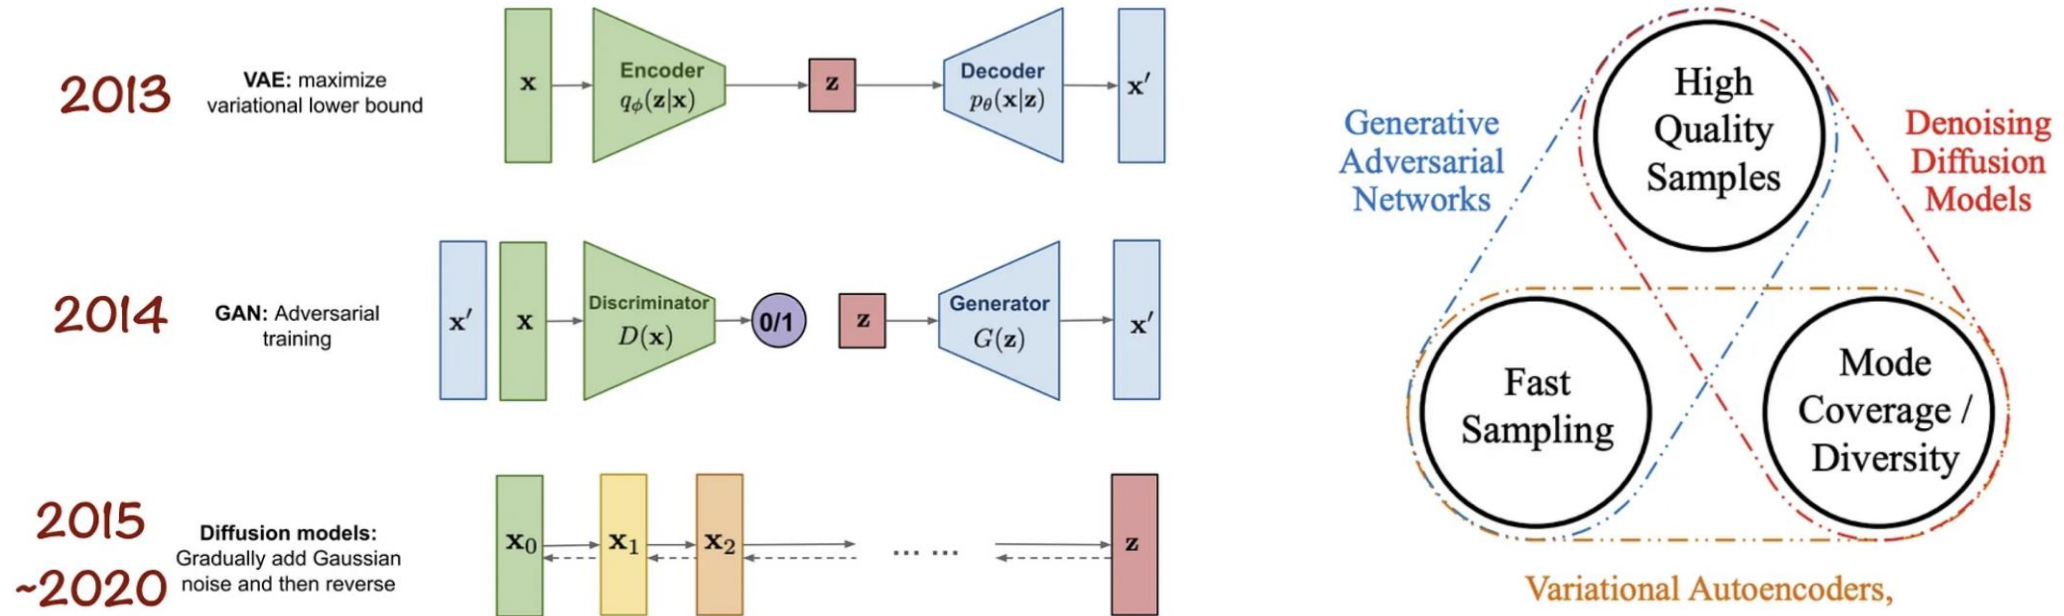 2013
VAE: maximize
variational lower bound
x
Encoder
qϕ(z|x)
z
Decoder
pθ(x|z)
x′
2014
GAN: Adversarial
training
x′
x
Discriminator
D(x)
0/1
z
Generator
G(z)
x′
2015
~2020
Diffusion models:
Gradually add Gaussian
noise and then reverse
x0
x1
x2
... ...
z
Generative
Adversarial
Networks
High
Quality
Samples
Denoising
Diffusion
Models
Fast
Sampling
Mode
Coverage /
Diversity
Variational Autoencoders,